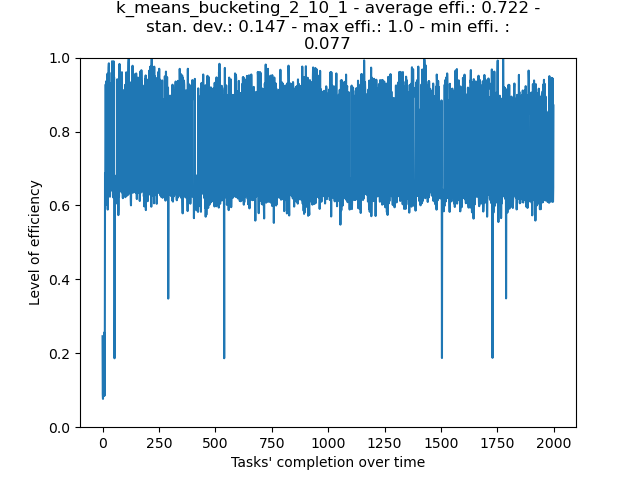 k_means_bucketing_2_10_1 - average effi.: 0.722 -
stan. dev.: 0.147 - max effi.: 1.0 - min effi. :
0.077
1.0
0.8
0.6
0.4
0.2
0.0
Level of efficiency
0 250 500 750 1000 1250 1500 1750 2000
Tasks' completion over time